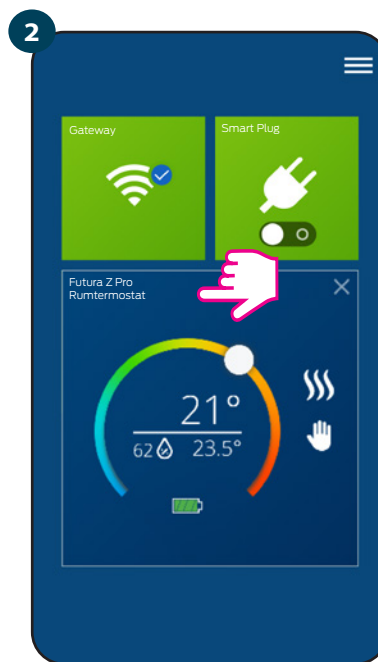 2
Gateway
Smart Plug
Futura Z Pro
Rumtermostat
21°
62 23.5°